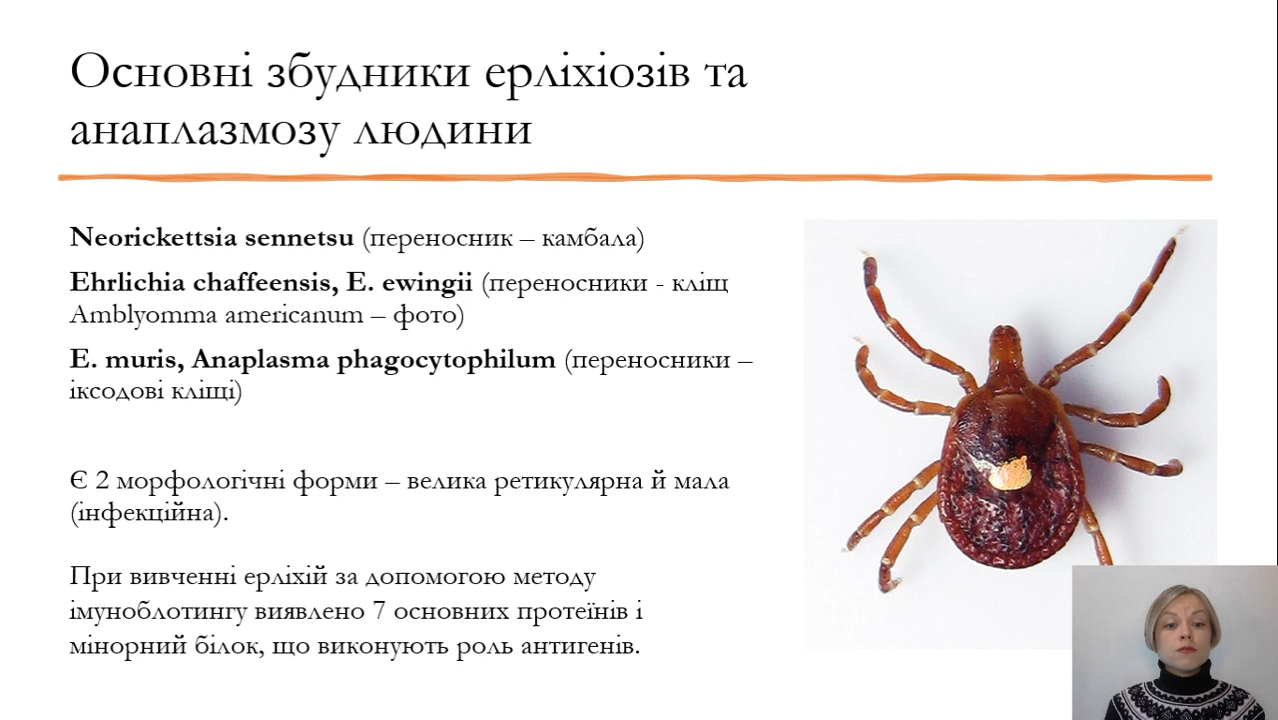 Основні збудники ерліхіозів та
анаплазмозу людини
Neorickettsia sennetsu (переносник – камбала)
Ehrlichia chaffeensis, E. ewingii (переносники - кліщ
Amblyomma americanum – фото)
E. muris, Anaplasma phagocytophilum (переносники –
іксодові кліщі)
Є 2 морфологічні форми – велика ретикулярна й мала
(інфекційна).
При вивченні ерліхій за допомогою методу
імуноблотингу виявлено 7 основних протеїнів і
мінорний білок, що виконують роль антигенів.